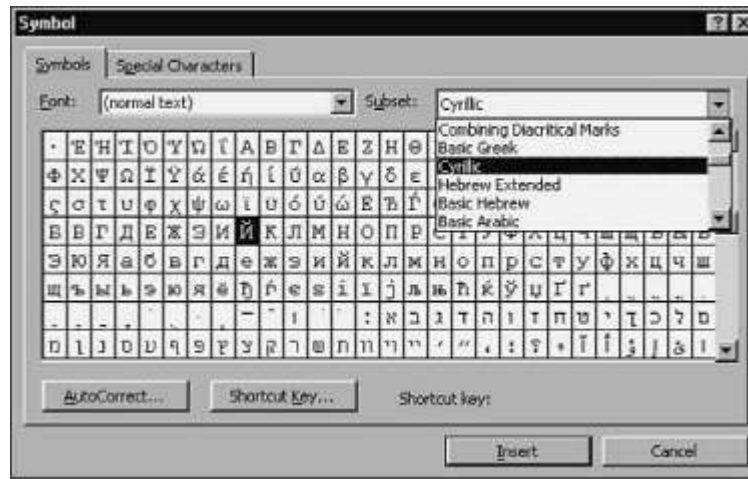 Symbol
Symbols Special Characters
Font: (normal text) Subset: Cyrillic
Combining Diacritical Marks
Basic Greek
Cyrillic
Hebrew Extended
Basic Hebrew
Basic Arabic
· Έ Ή Ί Ό Ύ Ώ ΐ Α Β Γ Δ Ε Ζ Η Θ
Φ Χ Ψ Ω Ϊ Ϋ ά έ ή ί ΰ α β γ δ ε
ς σ τ υ φ χ ψ ω ϊ ϋ ό ύ ώ Ё Ђ Ѓ
Б В Г Д Е Ж З И Й К Л М Н О П Р
Э Ю Я а б в г д е ж з и й к л м н о п р с т у ф х ц ч ш
щ ъ ы ь э ю я ё ђ ѓ є ѕ і ї ј љ њ ћ ќ ў џ Ґ ґ
AutoCorrect... Shortcut Key... Shortcut key:
Insert Cancel